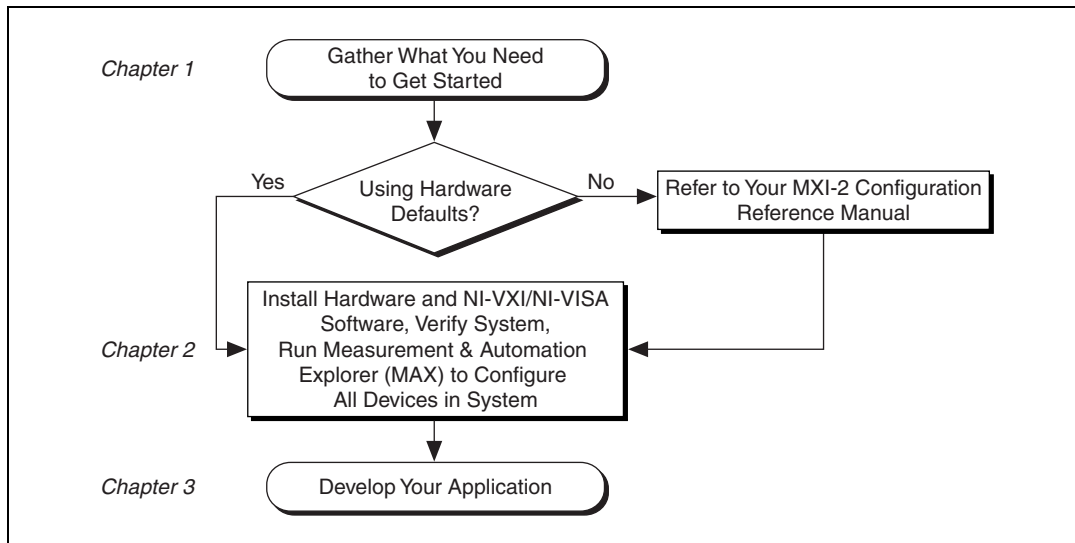 Chapter 1
Gather What You Need
to Get Started
Yes
Using Hardware
Defaults?
No
Refer to Your MXI-2 Configuration
Reference Manual
Chapter 2
Install Hardware and NI-VXI/NI-VISA
Software, Verify System,
Run Measurement & Automation
Explorer (MAX) to Configure
All Devices in System
Chapter 3
Develop Your Application